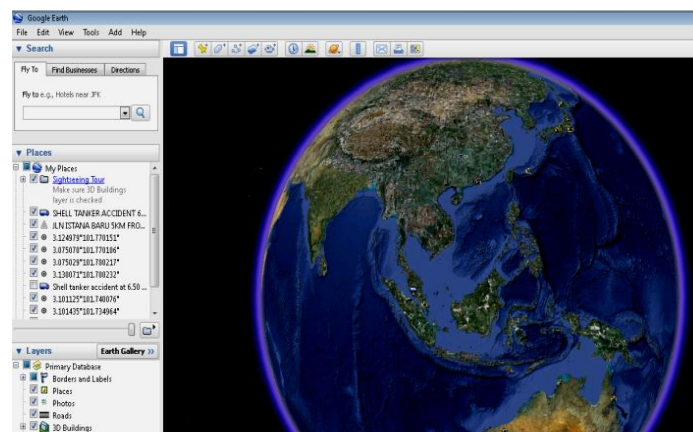 Google Earth
File Edit View Tools Add Help
Search
Fly To Find Businesses Directions
Fly to e.g., Hotels near JFK
Places
My Places
Sightseeing Tour
Make sure 3D Buildings
layer is checked
SHELL TANKER ACCIDENT 6...
JLN ISTANA BARU 5KM FRO...
3.124979°101.770151°
3.075070°101.770106°
3.075029°101.780217°
3.130071°101.780232°
Shell tanker accident at 6.50 ...
3.101125°101.740076°
3.101435°101.734964°
Layers Earth Gallery >>
Primary Database
Borders and Labels
Places
Photos
Roads
3D Buildings